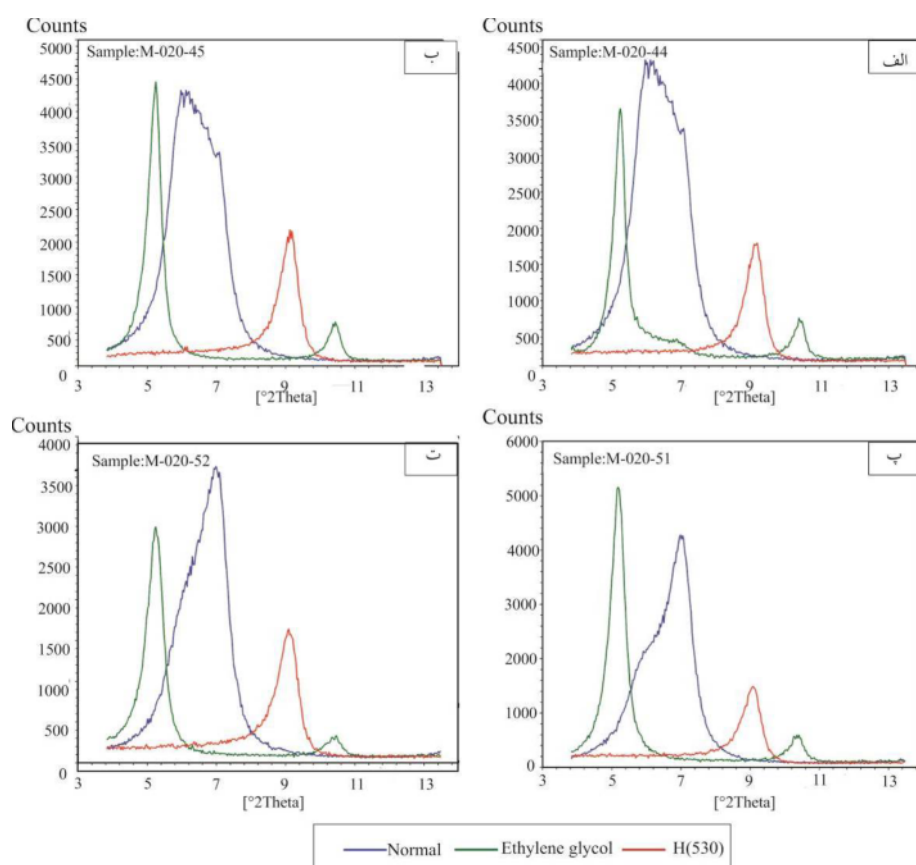 Counts
Sample:M-020-45
ب
5000
4500
4000
3500
3000
2500
2000
1500
1000
500
0
3 5 7 9 11 13
[°2Theta]
Counts
Sample:M-020-44
الف
4500
4000
3500
3000
2500
2000
1500
1000
500
0
3 5 7 9 11 13
[°2Theta]
Counts
Sample:M-020-52
ت
4000
3500
3000
2500
2000
1500
1000
500
0
3 5 7 9 11 13
[°2Theta]
Counts
Sample:M-020-51
پ
6000
5000
4000
3000
2000
1000
0
3 5 7 9 11 13
[°2Theta]
Normal Ethylene glycol H(530)